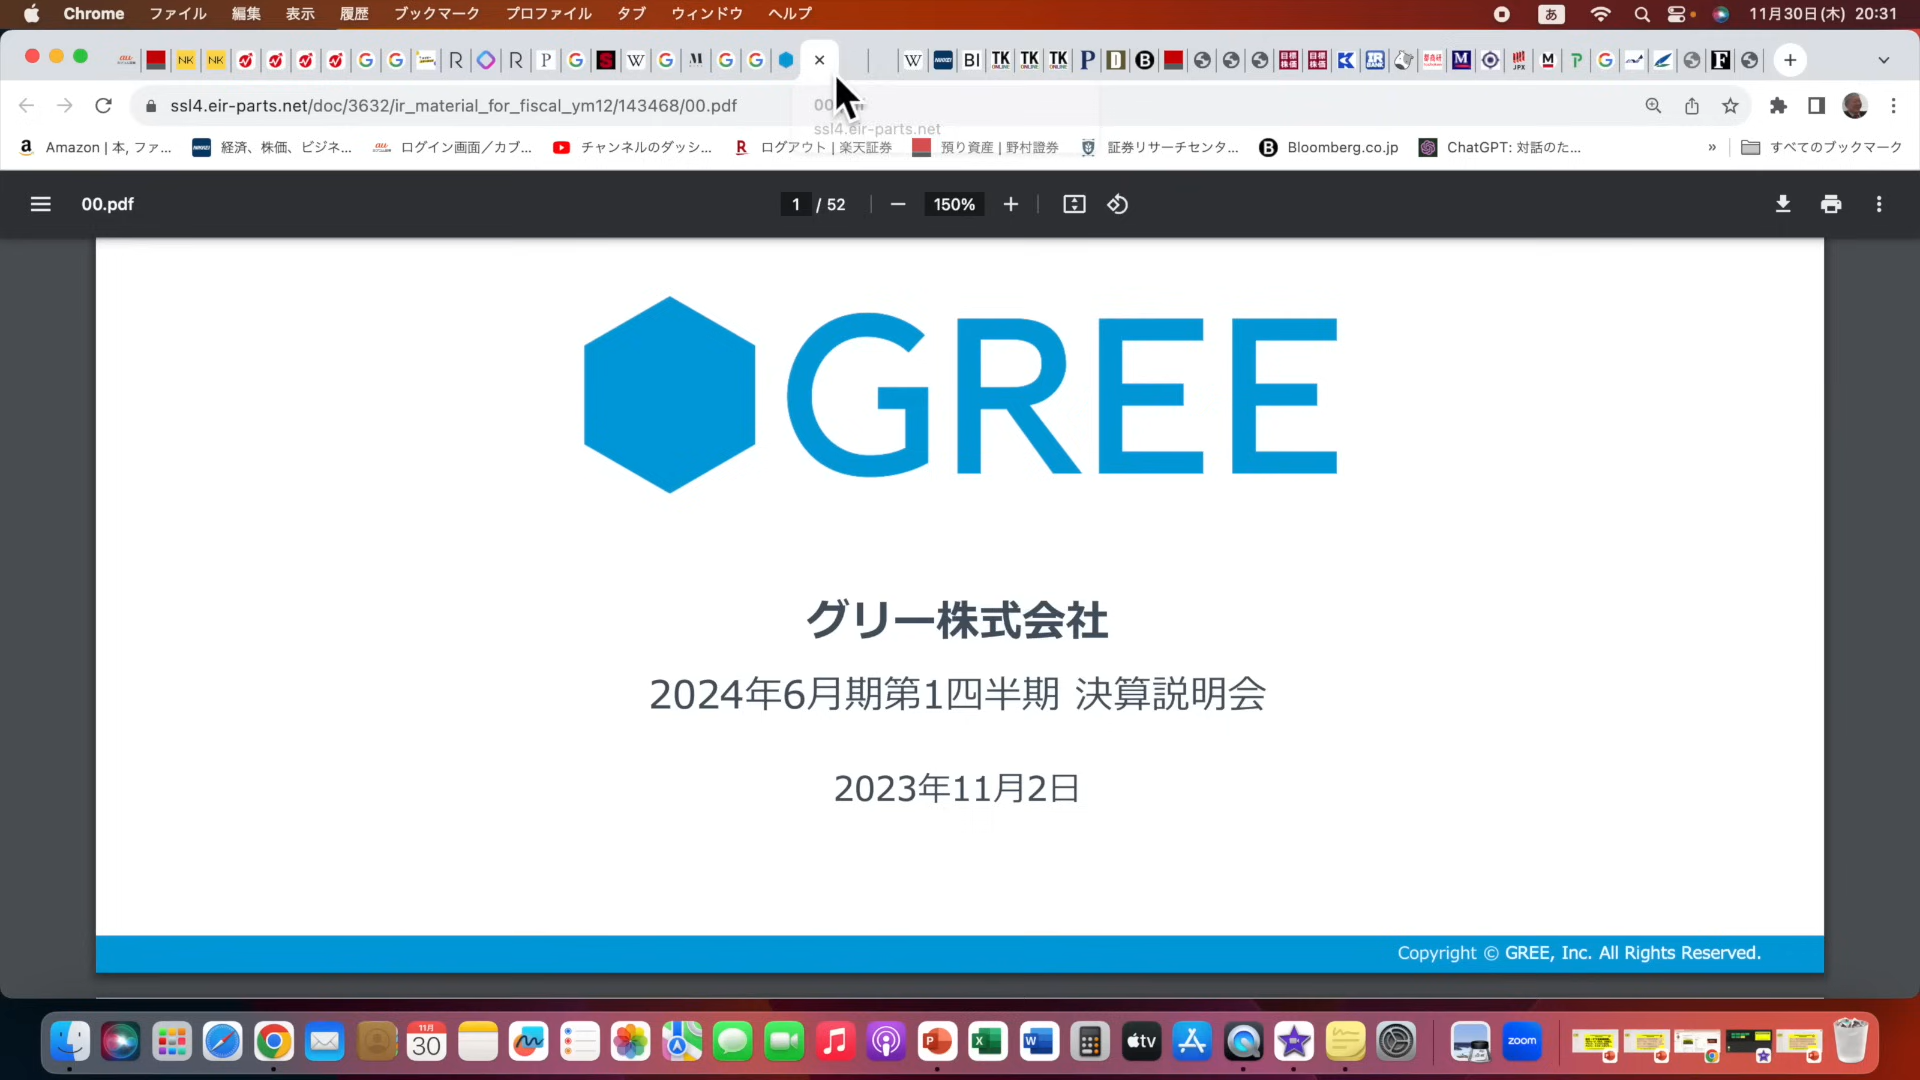 Chrome ファイル 編集 表示 履歴 ブックマーク プロファイル タブ ウィンドウ ヘルプ あ 11月30日(木) 20:31
ssl4.eir-parts.net/doc/3632/ir_material_for_fiscal_ym12/143468/00.pdf
ssl4.eir-parts.net
Amazon | 本, ファ... 経済、株価、ビジネ... ログイン画面／カブ... チャンネルのダッシ... ログアウト | 楽天証券 預り資産 | 野村證券 証券リサーチセンタ... Bloomberg.co.jp ChatGPT: 対話のた... » すべてのブックマーク
00.pdf 1 / 52 150%
GREE
グリー株式会社
2024年6月期第1四半期 決算説明会
2023年11月2日
Copyright © GREE, Inc. All Rights Reserved.
11月
30
tv
zoom